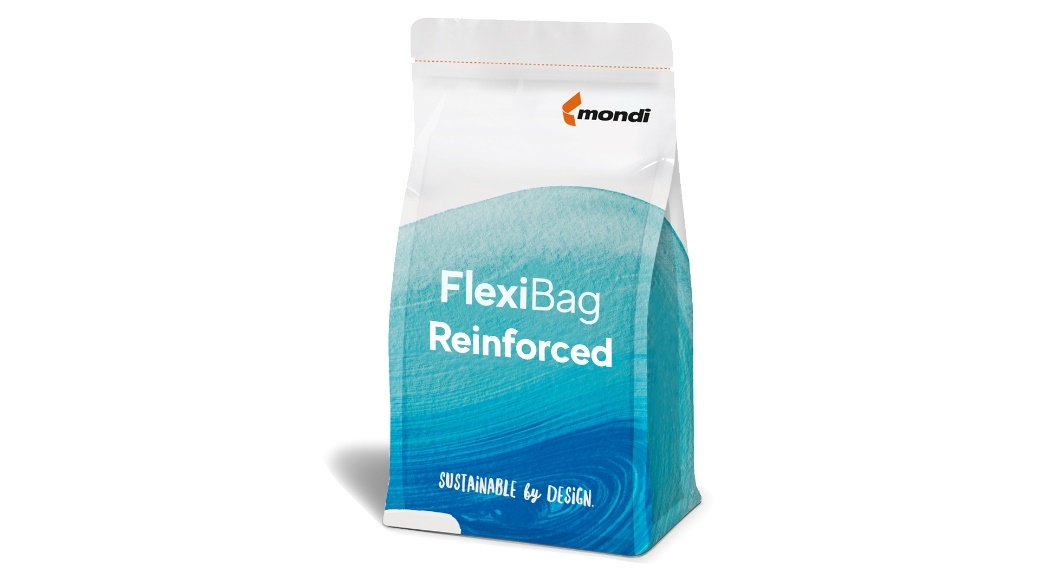 mondi
FlexiBag
Reinforced
SUSTAiNABLE by DESiGN.